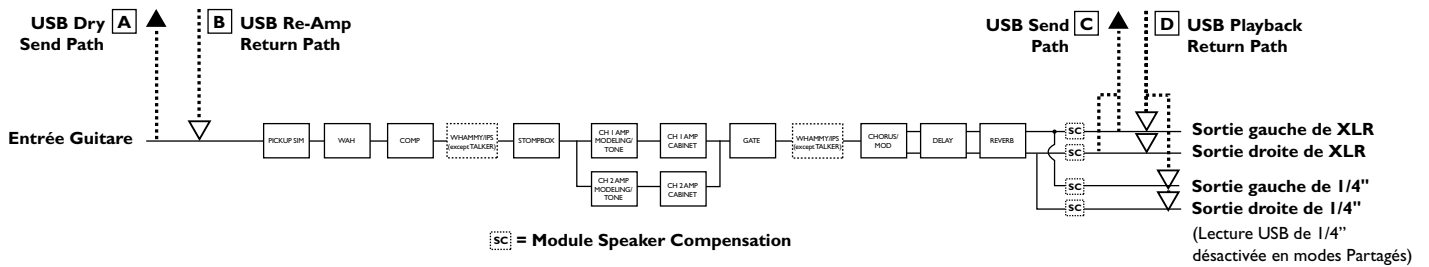 USB Dry
Send Path
A
B
USB Re-Amp
Return Path
USB Send
Path
C
D
USB Playback
Return Path
Entrée Guitare
PICKUP SIM
WAH
COMP
WHAMMY/IPS
(except TALKER)
STOMPBOX
CH 1 AMP
MODELING/
TONE
CH 1 AMP
CABINET
CH 2 AMP
MODELING/
TONE
CH 2 AMP
CABINET
GATE
WHAMMY/IPS
(except TALKER)
CHORUS/
MOD
DELAY
REVERB
SC
SC
SC
SC
Sortie gauche de XLR
Sortie droite de XLR
Sortie gauche de 1/4"
Sortie droite de 1/4"
(Lecture USB de 1/4”
désactivée en modes Partagés)
SC = Module Speaker Compensation